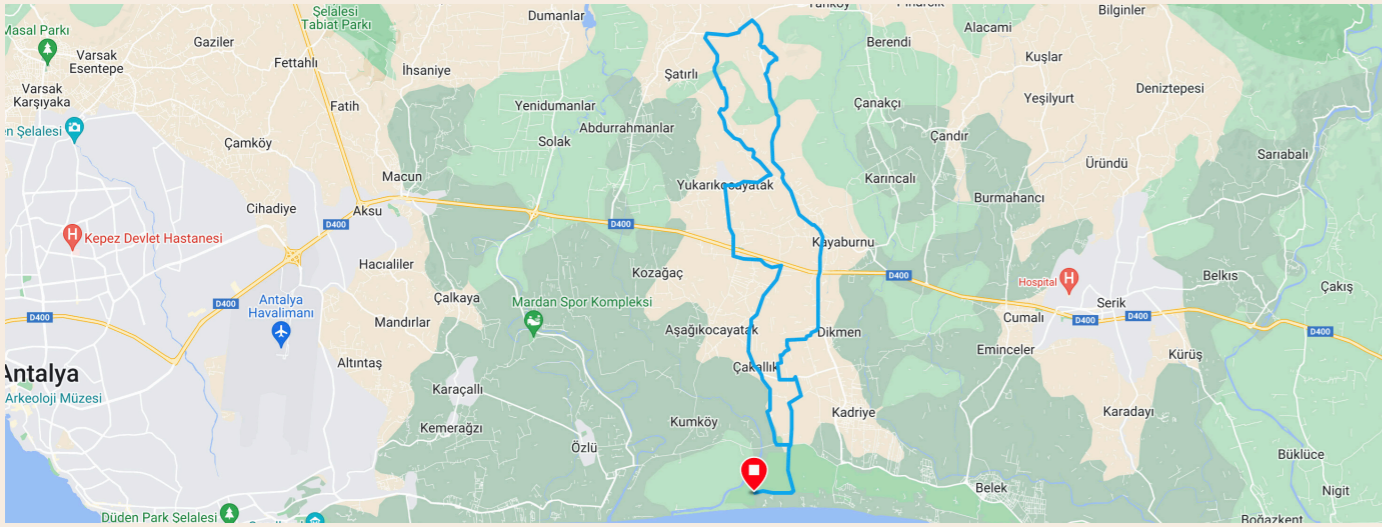 Şelalesi
Tabiat Parkı
Dumanlar
Bilginler
Masal Parkı
Gaziler
Berendi
Alacami
Varsak
Esentepe
Fettahlı
İhsaniye
Şatırlı
Kuşlar
Varsak
Karşıyaka
Fatih
Yenidumanlar
Çanakçı
Yeşilyurt
Deniztepesi
Şelalesi
Çamköy
Solak
Abdurrahmanlar
Çandır
Üründü
Sarıabalı
Macun
Yukarıkocayatak
Karıncalı
Burmahancı
Cihadiye
Aksu
D400
D400
H
Kepez Devlet Hastanesi
Kayaburnu
Hacıaliler
Kozağaç
D400
Hospital
H
Belkıs
Çakış
Çalkaya
Mardan Spor Kompleksi
D400
Antalya
Havalimanı
Serik
D400
Mandırlar
Aşağıkocayatak
Dikmen
Cumalı
D400
D400
D400
Eminceler
Kürüş
Altıntaş
Çakallık
Antalya
Arkeoloji Müzesi
Karaçallı
Kadriye
Karadayı
Kemerağzı
Kumköy
Özlü
Büklüce
Belek
Nigit
Düden Park Şelalesi
Boğazkent